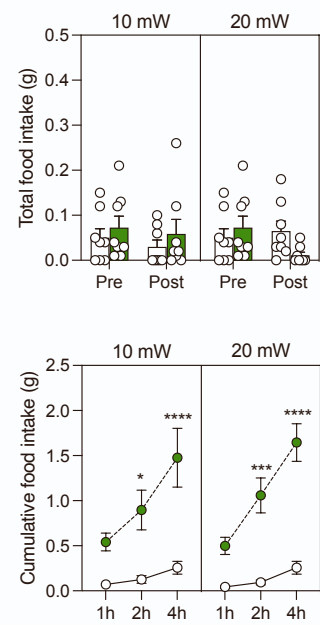 10 mW 20 mW
Total food intake (g)
0.5
0.4
0.3
0.2
0.1
0.0
Pre Post Pre Post
10 mW 20 mW
Cumulative food intake (g)
2.5
2.0
1.5
1.0
0.5
0.0
* **** *** ****
1h 2h 4h 1h 2h 4h